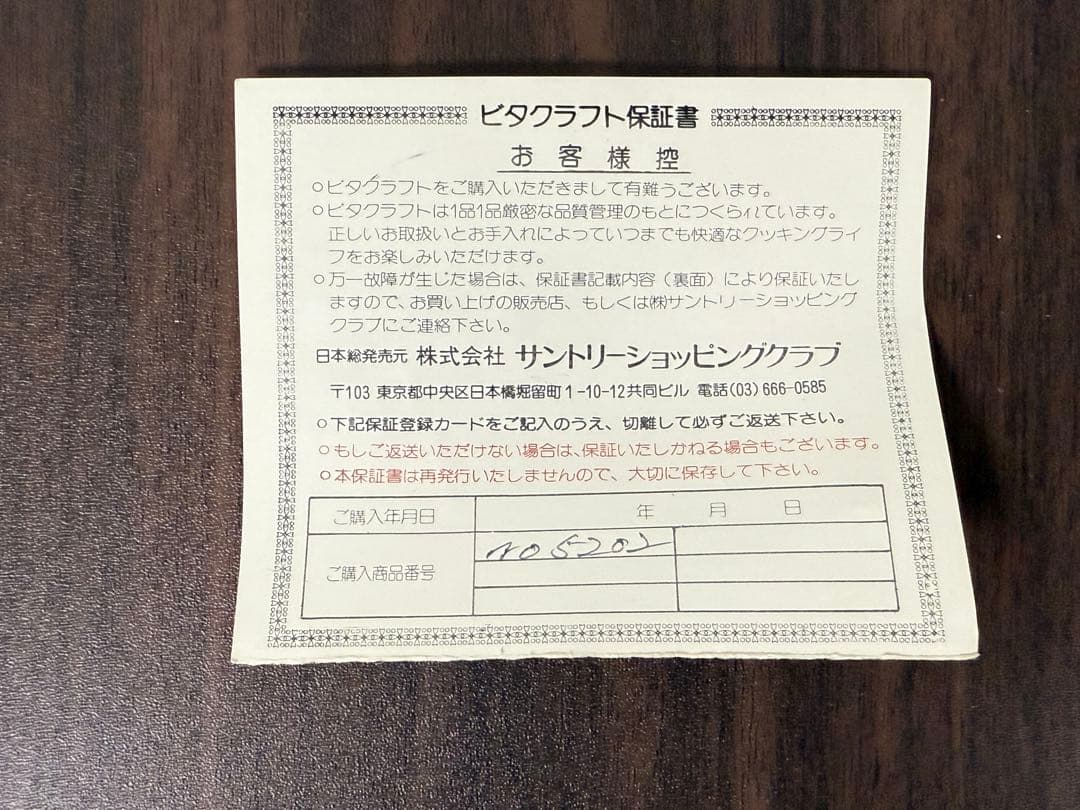 ビタクラフト保証書
お客様控
○ビタクラフトをご購入いただきまして有難うございます。
○ビタクラフトは1品1品厳密な品質管理のもとにつくられています。
正しいお取扱いとお手入れによっていつまでも快適なクッキングライ
フをお楽しみいただけます。
○万一故障が生じた場合は、保証書記載内容（裏面）により保証いたし
ますので、お買い上げの販売店、もしくは㈱サントリーショッピング
クラブにご連絡下さい。
日本総発売元 株式会社 サントリーショッピングクラブ
〒103 東京都中央区日本橋堀留町1-10-12共同ビル 電話(03)666-0585
○下記保証登録カードをご記入のうえ、切離して必ずご返送下さい。
○もしご返送いただけない場合は、保証いたしかねる場合もございます。
○本保証書は再発行いたしませんので、大切に保存して下さい。
ご購入年月日 年 月 日
ご購入商品番号 NO5202